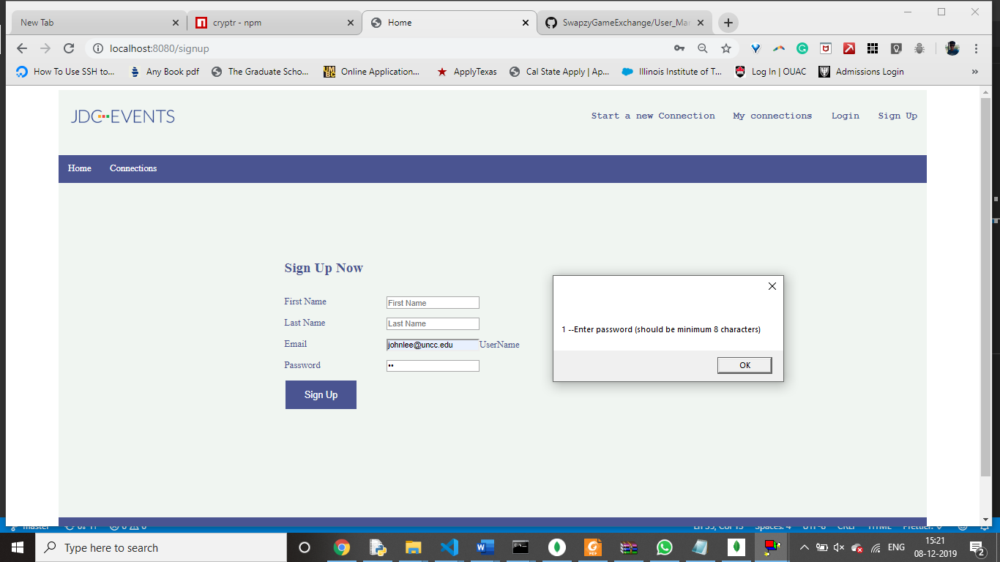 New Tab
cryptr - npm
Home
SwapzyGameExchange/User_Mar
localhost:8080/signup
How To Use SSH to...
Any Book pdf
The Graduate Scho...
Online Application...
ApplyTexas
Cal State Apply | Ap...
Illinois Institute of T...
Log In | OUAC
Admissions Login
»
JDC EVENTS
Start a new Connection
My connections
Login
Sign Up
Home
Connections
Sign Up Now
First Name First Name
Last Name Last Name
Email johnlee@uncc.edu UserName
Password ••
Sign Up
1 --Enter password (should be minimum 8 characters)
OK
master
Type here to search
ENG
15:21
08-12-2019
2